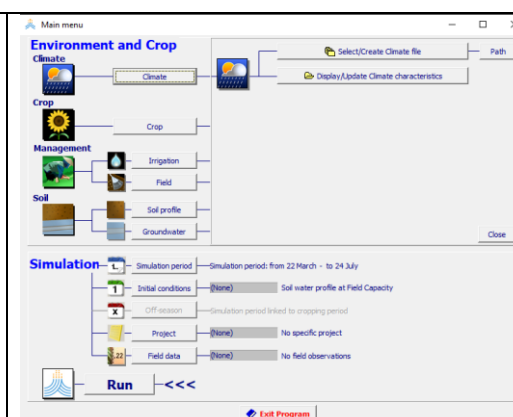 Main menu
Environment and Crop
Climate
Climate
Select/Create Climate file
Path
Display/Update Climate characteristics
Crop
Crop
Management
Irrigation
Field
Soil
Soil profile
Groundwater
Close
Simulation
Simulation period
Simulation period: from 22 March - to 24 July
Initial conditions
(None)
Soil water profile at Field Capacity
Off-season
Simulation period linked to cropping period
Project
(None)
No specific project
Field data
(None)
No field observations
Run
<<<
Exit Program